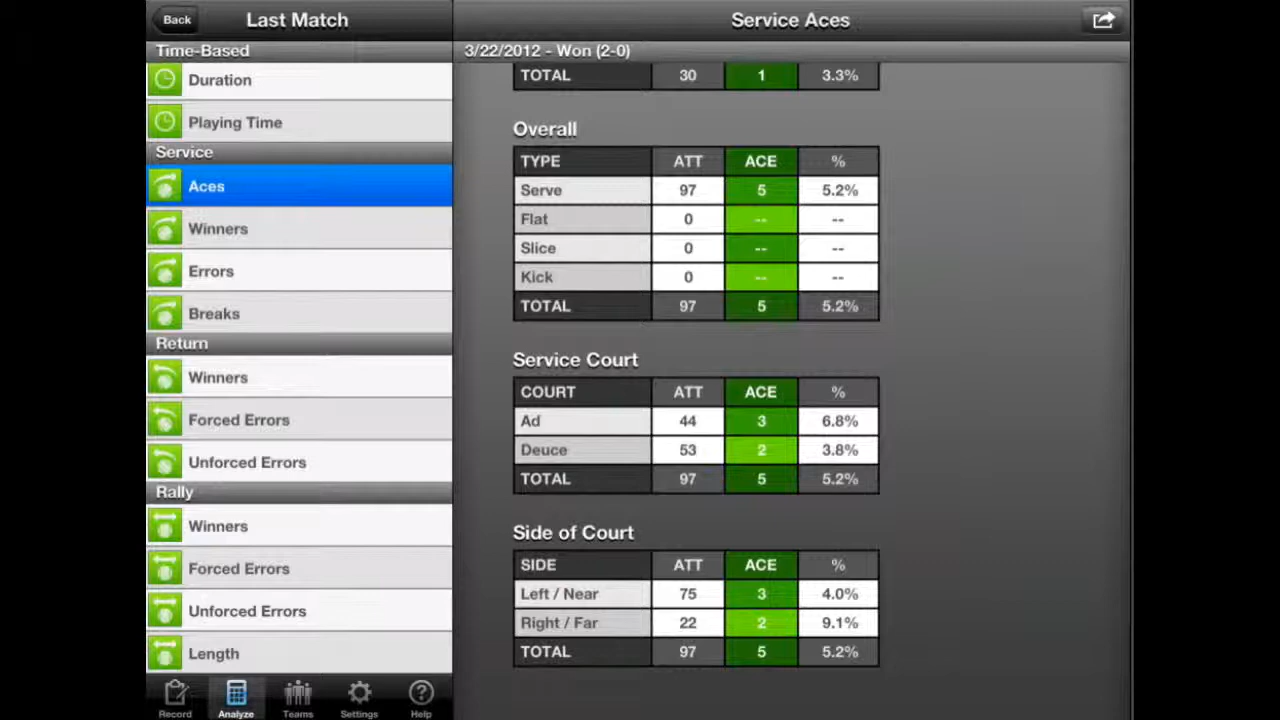 Back
Last Match
Service Aces
Time-Based
3/22/2012 - Won (2-0)
Duration
Playing Time
Service
Aces
Winners
Errors
Breaks
Return
Winners
Forced Errors
Unforced Errors
Rally
Winners
Forced Errors
Unforced Errors
Length
TOTAL 30 1 3.3%
Overall
TYPE ATT ACE %
Serve 97 5 5.2%
Flat 0 -- --
Slice 0 -- --
Kick 0 -- --
TOTAL 97 5 5.2%
Service Court
COURT ATT ACE %
Ad 44 3 6.8%
Deuce 53 2 3.8%
TOTAL 97 5 5.2%
Side of Court
SIDE ATT ACE %
Left / Near 75 3 4.0%
Right / Far 22 2 9.1%
TOTAL 97 5 5.2%
Record Analyze Teams Settings Help